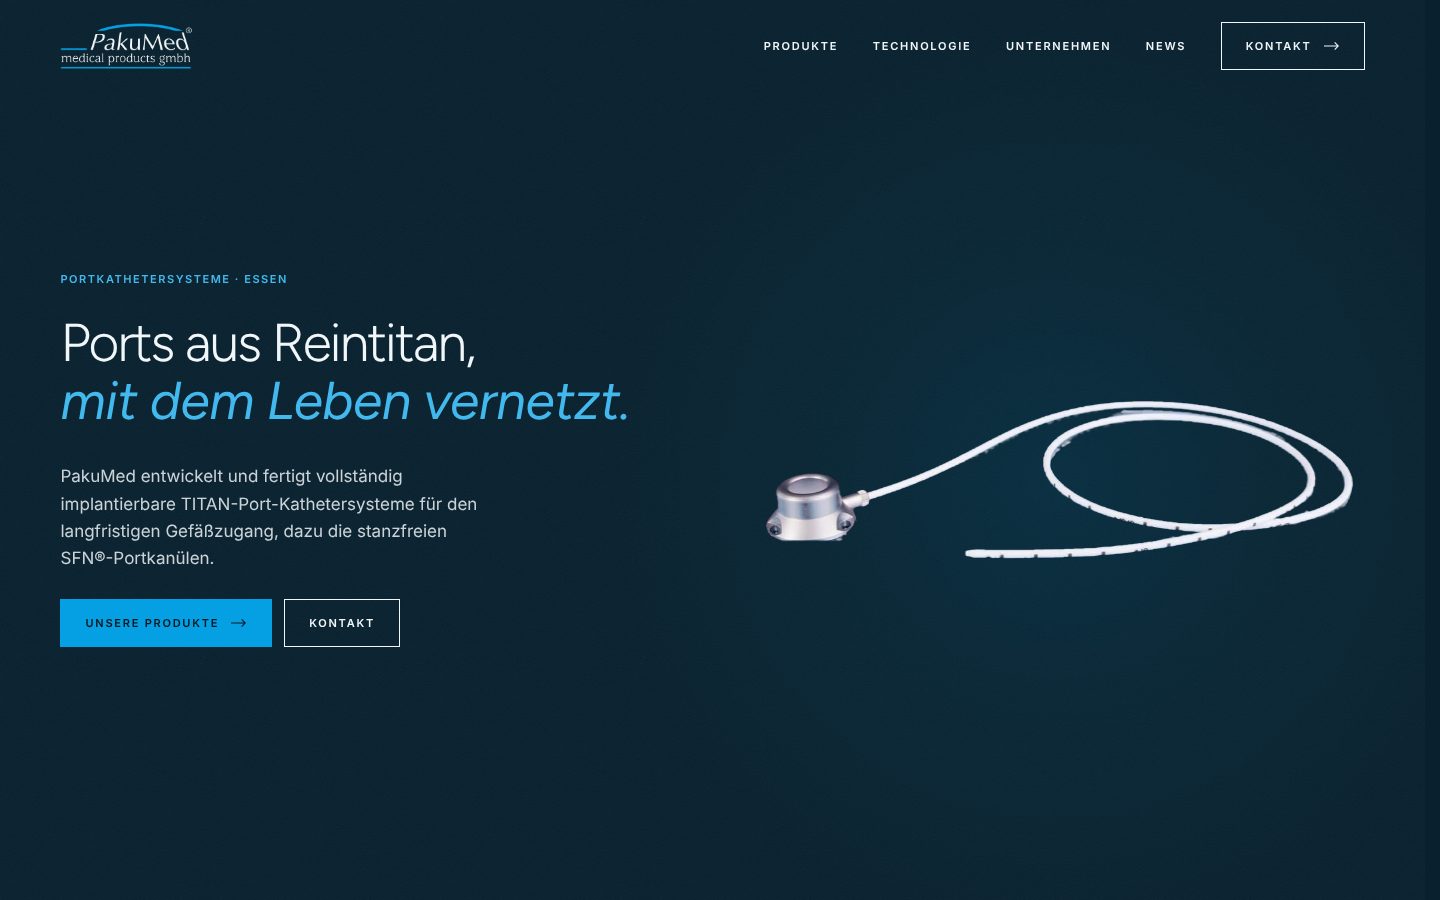 PakuMed®
medical products gmbh
PRODUKTE
TECHNOLOGIE
UNTERNEHMEN
NEWS
KONTAKT
PORTKATHETERSYSTEME · ESSEN
Ports aus Reintitan,
mit dem Leben vernetzt.
PakuMed entwickelt und fertigt vollständig
implantierbare TITAN-Port-Kathetersysteme für den
langfristigen Gefäßzugang, dazu die stanzfreien
SFN®-Portkanülen.
UNSERE PRODUKTE
KONTAKT